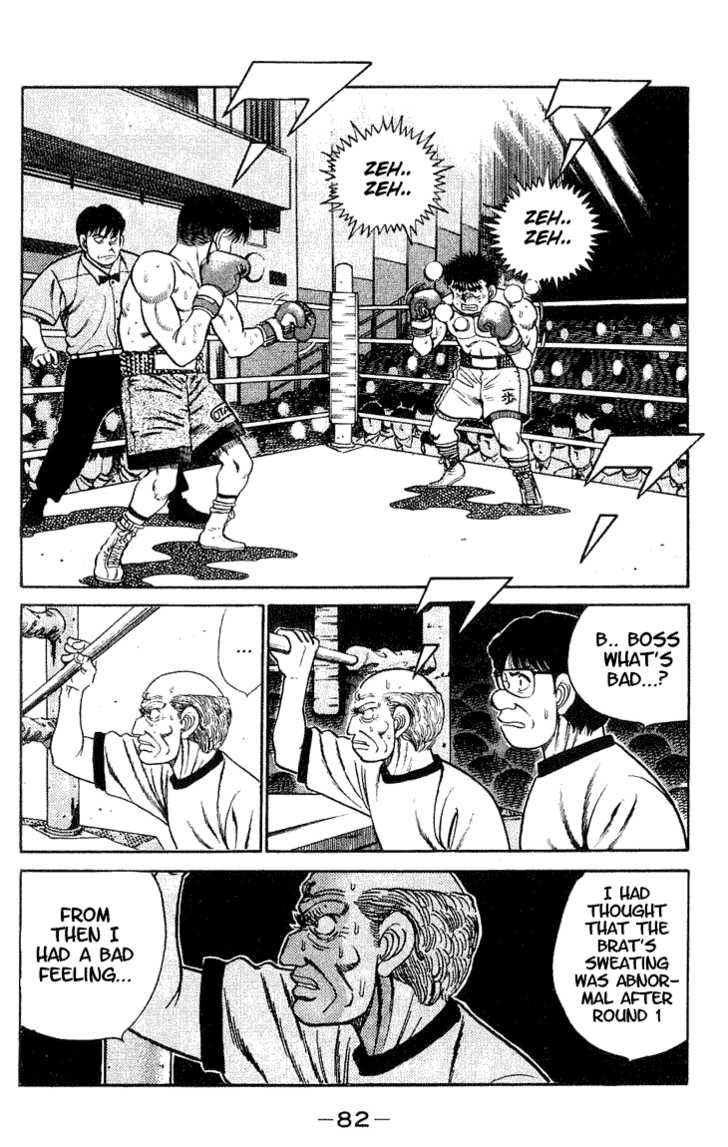 ZEH..
ZEH..
ZEH..
ZEH..
歩
B.. BOSS
WHAT'S
BAD...?
...
I HAD
THOUGHT
THAT THE
BRAT'S
SWEATING
WAS ABNOR-
MAL AFTER
ROUND 1
FROM
THEN I
HAD A BAD
FEELING...
—82—